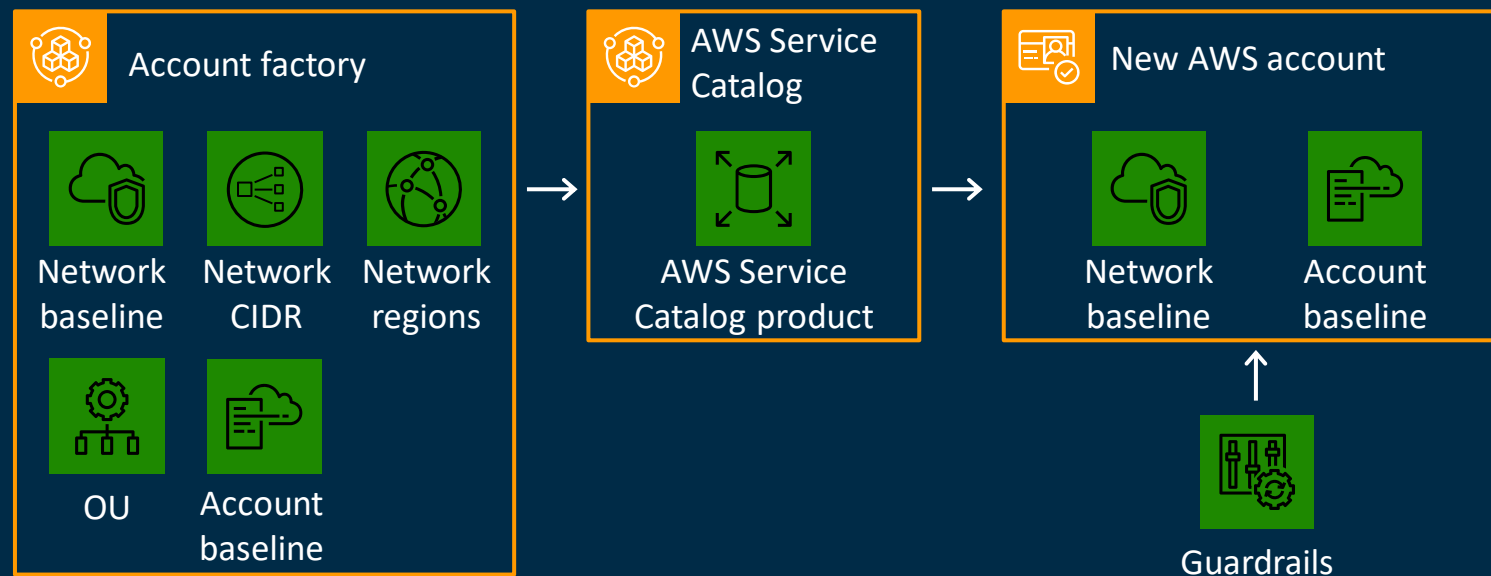 Account factory
Network
baseline
Network
CIDR
Network
regions
OU
Account
baseline
AWS Service
Catalog
AWS Service
Catalog product
New AWS account
Network
baseline
Account
baseline
Guardrails